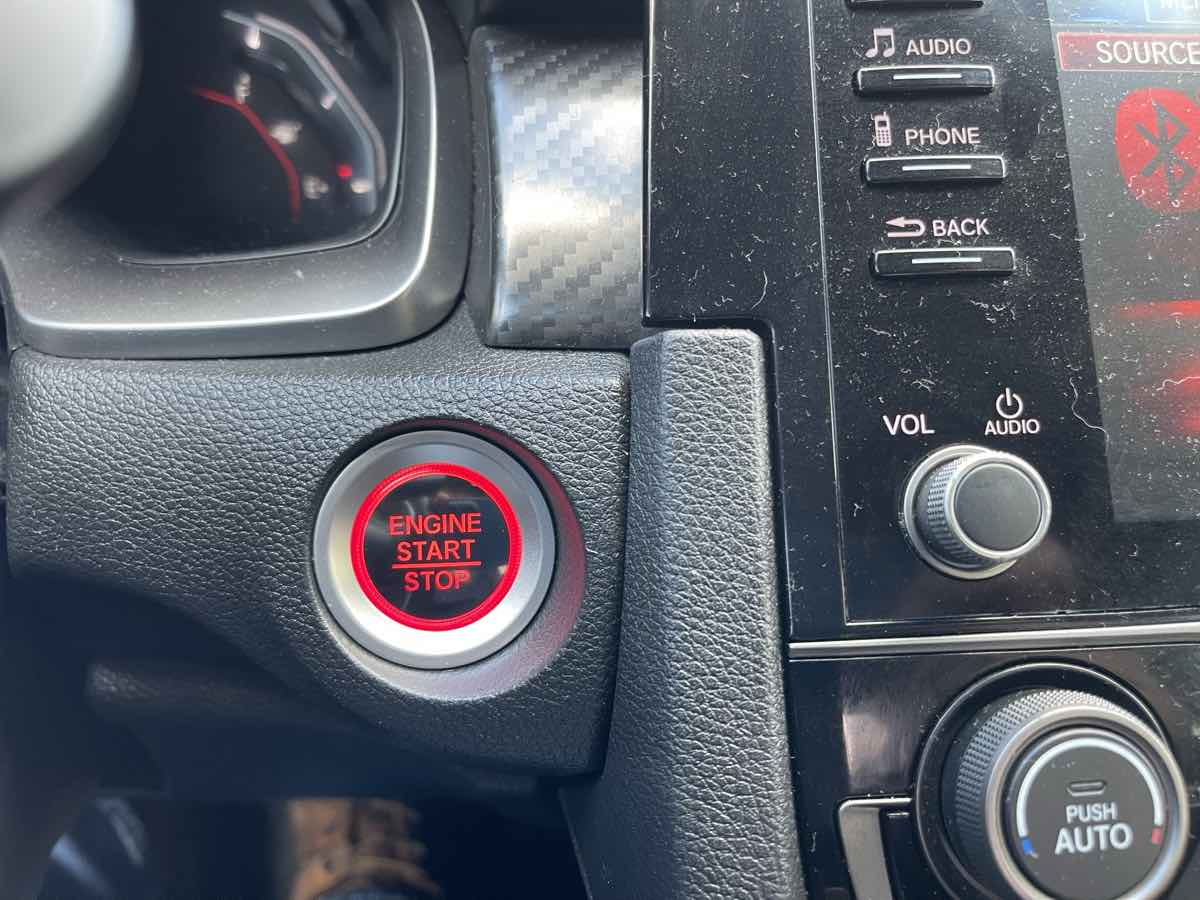 AUDIO
SOURCE
PHONE
BACK
VOL
AUDIO
ENGINE
START
STOP
PUSH
AUTO